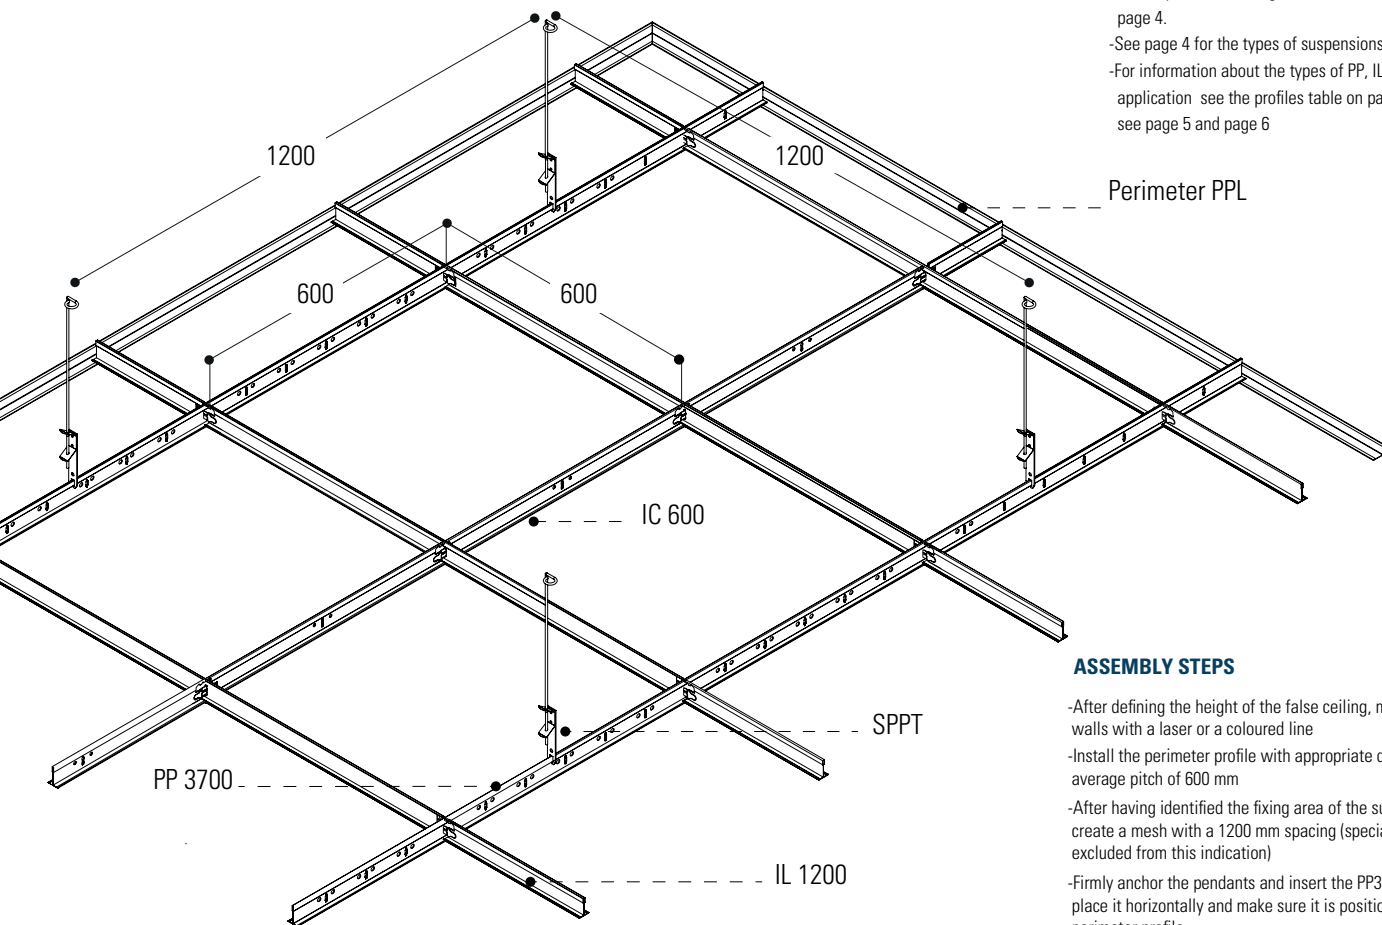 page 4.
-See page 4 for the types of suspensions
-For information about the types of PP, IL
application see the profiles table on pa
see page 5 and page 6
1200
1200
Perimeter PPL
600
600
IC 600
SPPT
PP 3700
IL 1200
ASSEMBLY STEPS
-After defining the height of the false ceiling, m
walls with a laser or a coloured line
-Install the perimeter profile with appropriate d
average pitch of 600 mm
-After having identified the fixing area of the su
create a mesh with a 1200 mm spacing (specia
excluded from this indication)
-Firmly anchor the pendants and insert the PP3
place it horizontally and make sure it is positio
perimeter profile